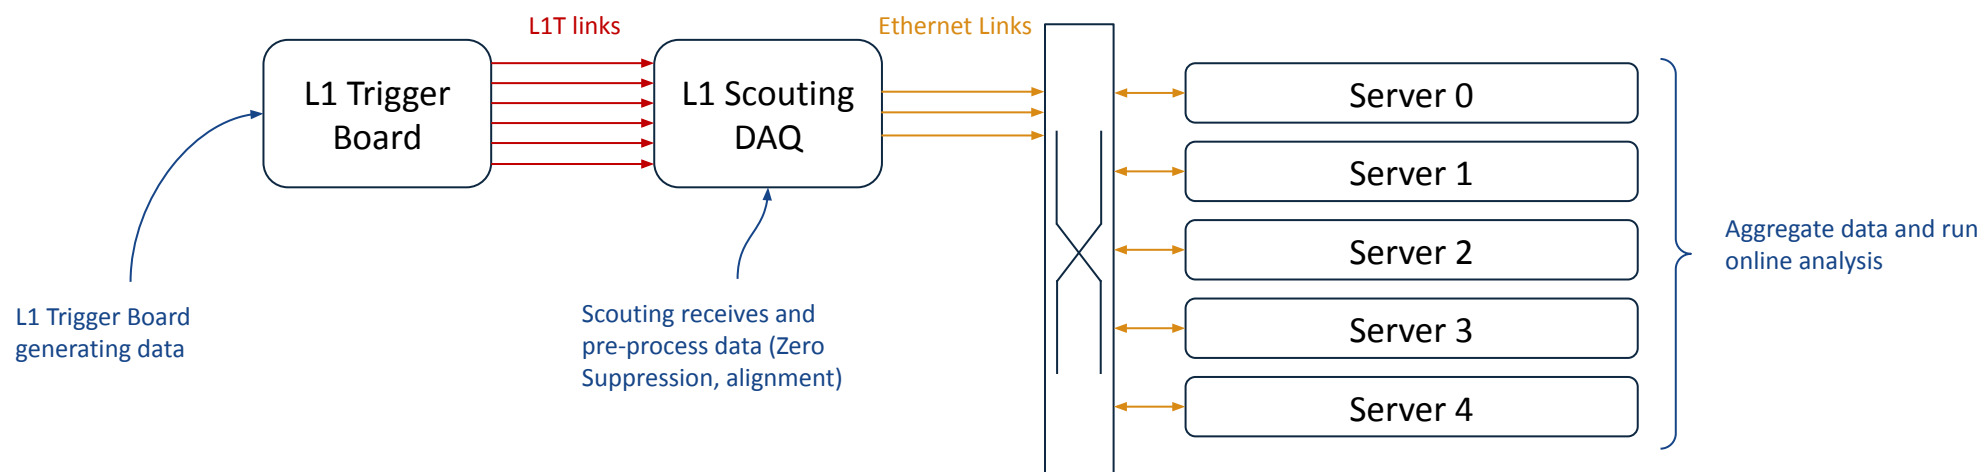 L1T links
Ethernet Links
L1 Trigger
Board
L1 Scouting
DAQ
Server 0
Server 1
Server 2
Server 3
Server 4
L1 Trigger Board
generating data
Scouting receives and
pre-process data (Zero
Suppression, alignment)
Aggregate data and run
online analysis